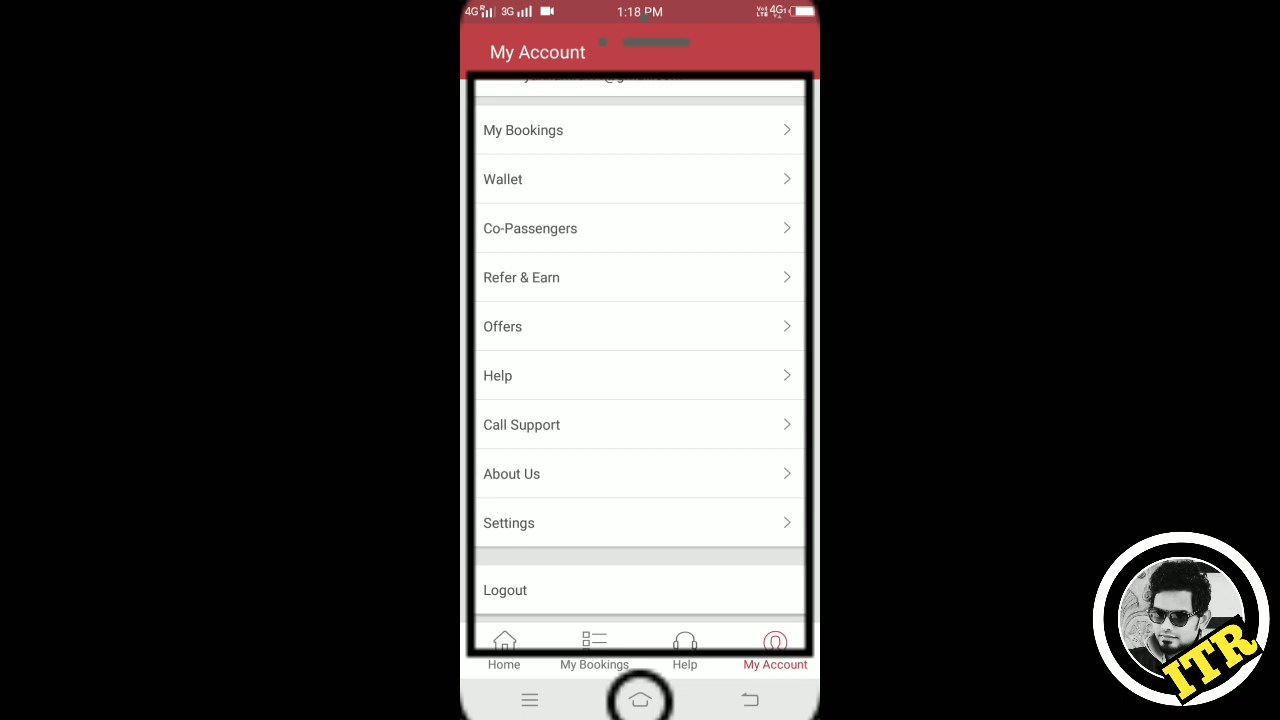 4G R 3G 1:18 PM VoLTE 4G
My Account
My Bookings
Wallet
Co-Passengers
Refer & Earn
Offers
Help
Call Support
About Us
Settings
Logout
Home My Bookings Help My Account
ITR